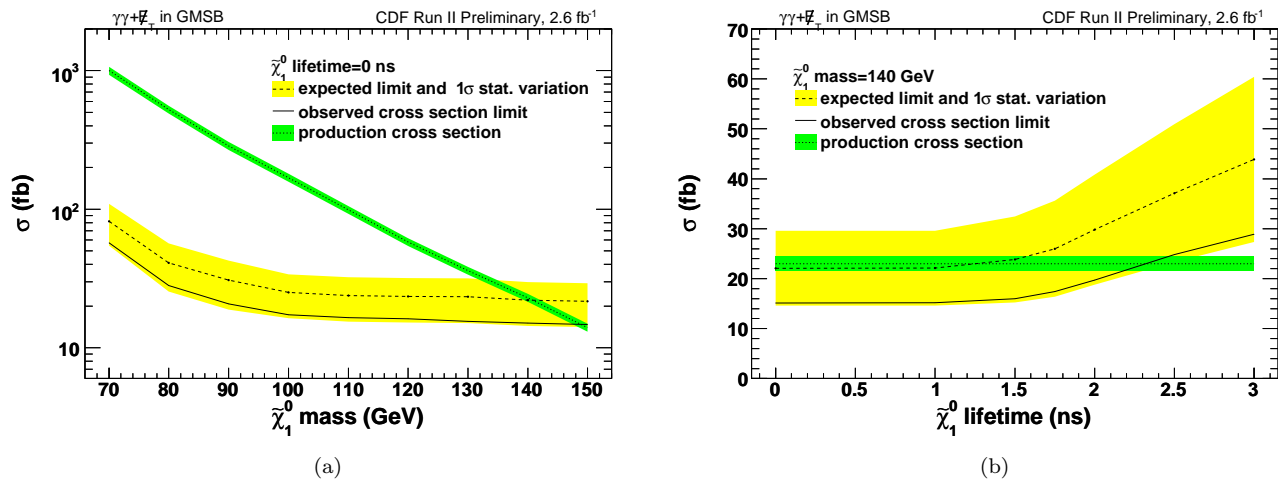 γγ+E̸_T in GMSB CDF Run II Preliminary, 2.6 fb⁻¹
χ̃₁⁰ lifetime=0 ns
expected limit and 1σ stat. variation
observed cross section limit
production cross section
σ (fb)
10³
10²
10
70 80 90 100 110 120 130 140 150
χ̃₁⁰ mass (GeV)
(a)
γγ+E̸_T in GMSB CDF Run II Preliminary, 2.6 fb⁻¹
χ̃₁⁰ mass=140 GeV
expected limit and 1σ stat. variation
observed cross section limit
production cross section
σ (fb)
70
60
50
40
30
20
10
0
0 0.5 1 1.5 2 2.5 3
χ̃₁⁰ lifetime (ns)
(b)